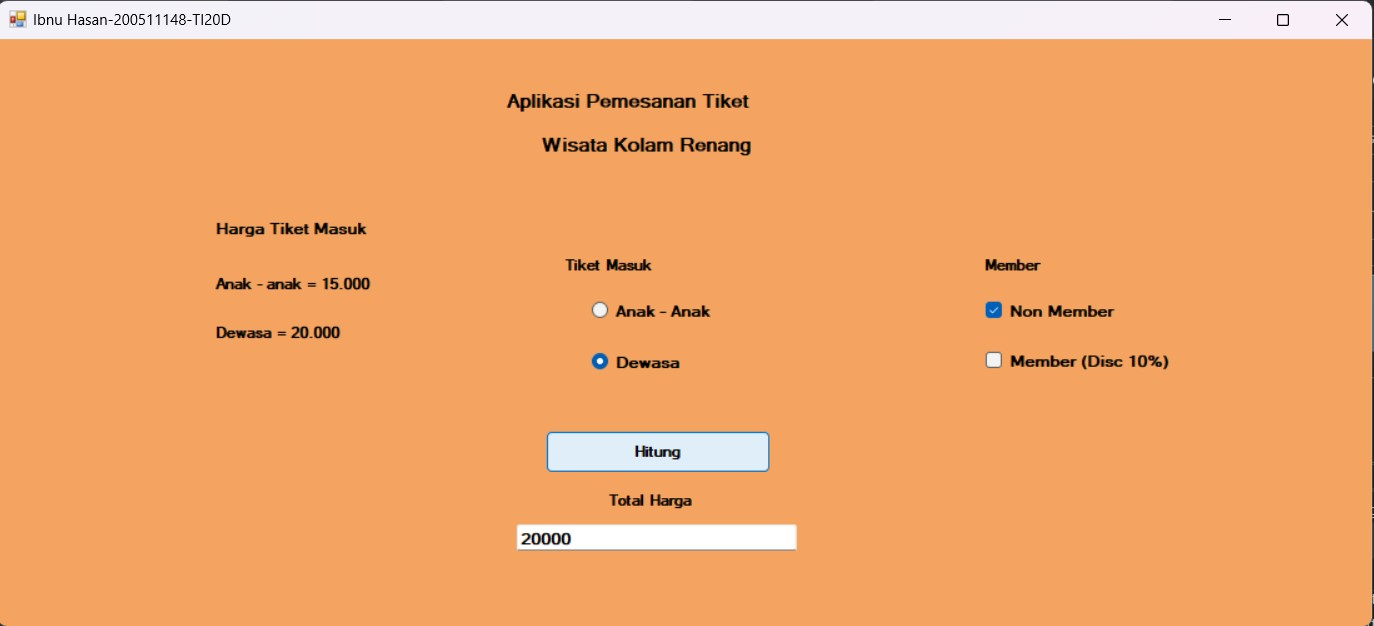 Ibnu Hasan-200511148-TI20D
Aplikasi Pemesanan Tiket
Wisata Kolam Renang
Harga Tiket Masuk
Anak - anak = 15.000
Dewasa = 20.000
Tiket Masuk
Anak - Anak
Dewasa
Member
Non Member
Member (Disc 10%)
Hitung
Total Harga
20000